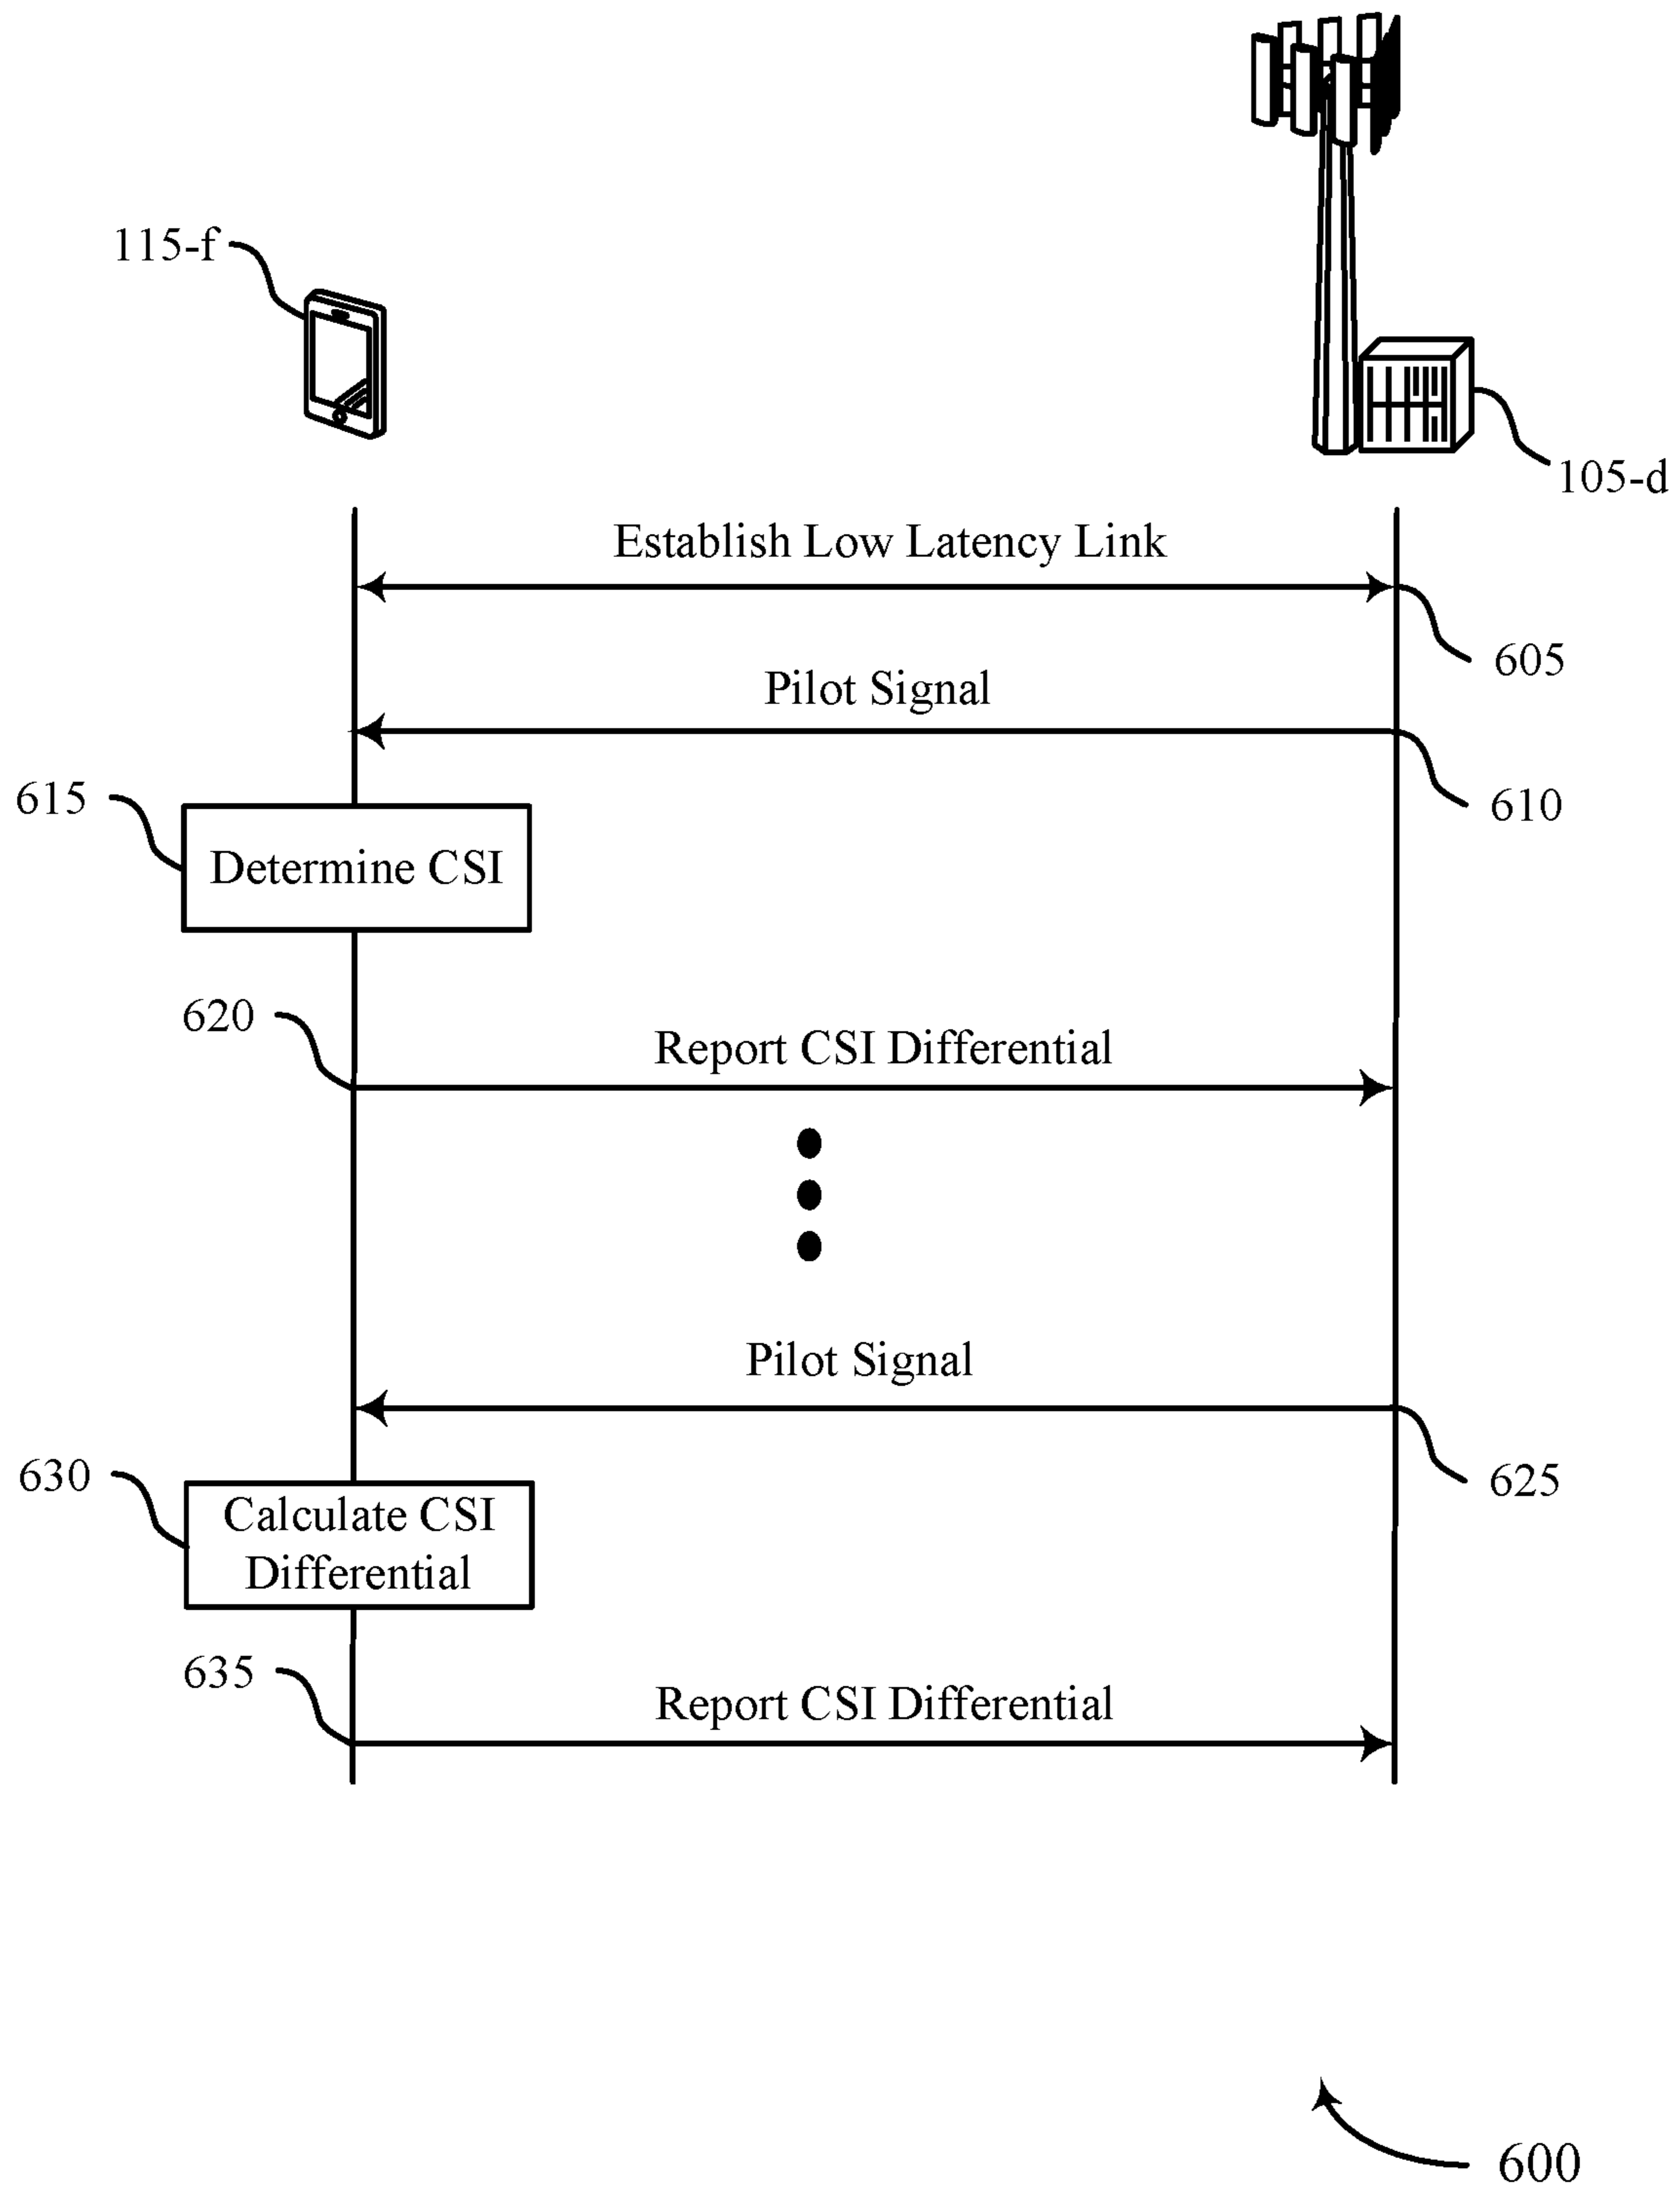 115-f
105-d
Establish Low Latency Link
605
Pilot Signal
610
615
Determine CSI
620
Report CSI Differential
Pilot Signal
625
630
Calculate CSI
Differential
635
Report CSI Differential
600